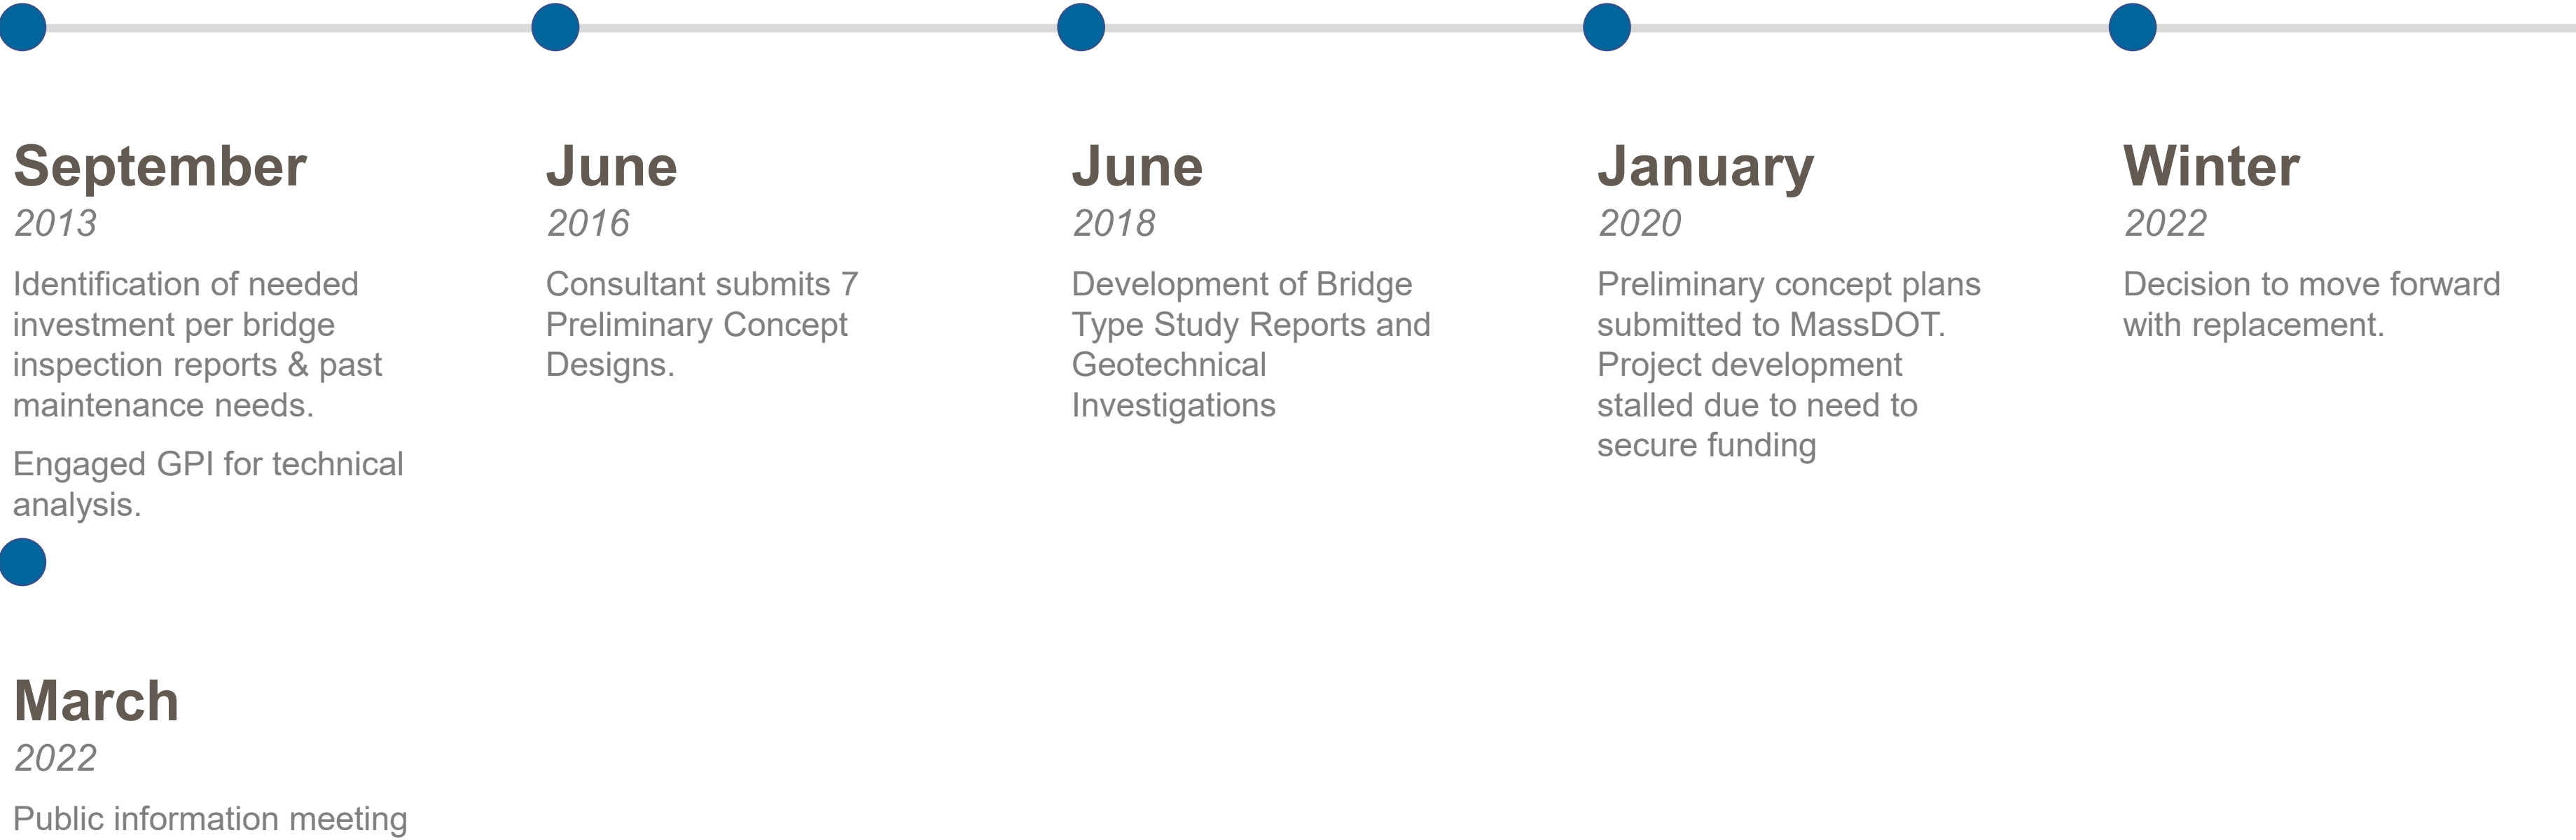 September
2013
Identification of needed
investment per bridge
inspection reports & past
maintenance needs.
Engaged GPI for technical
analysis.
June
2016
Consultant submits 7
Preliminary Concept
Designs.
June
2018
Development of Bridge
Type Study Reports and
Geotechnical
Investigations
January
2020
Preliminary concept plans
submitted to MassDOT.
Project development
stalled due to need to
secure funding
Winter
2022
Decision to move forward
with replacement.
March
2022
Public information meeting